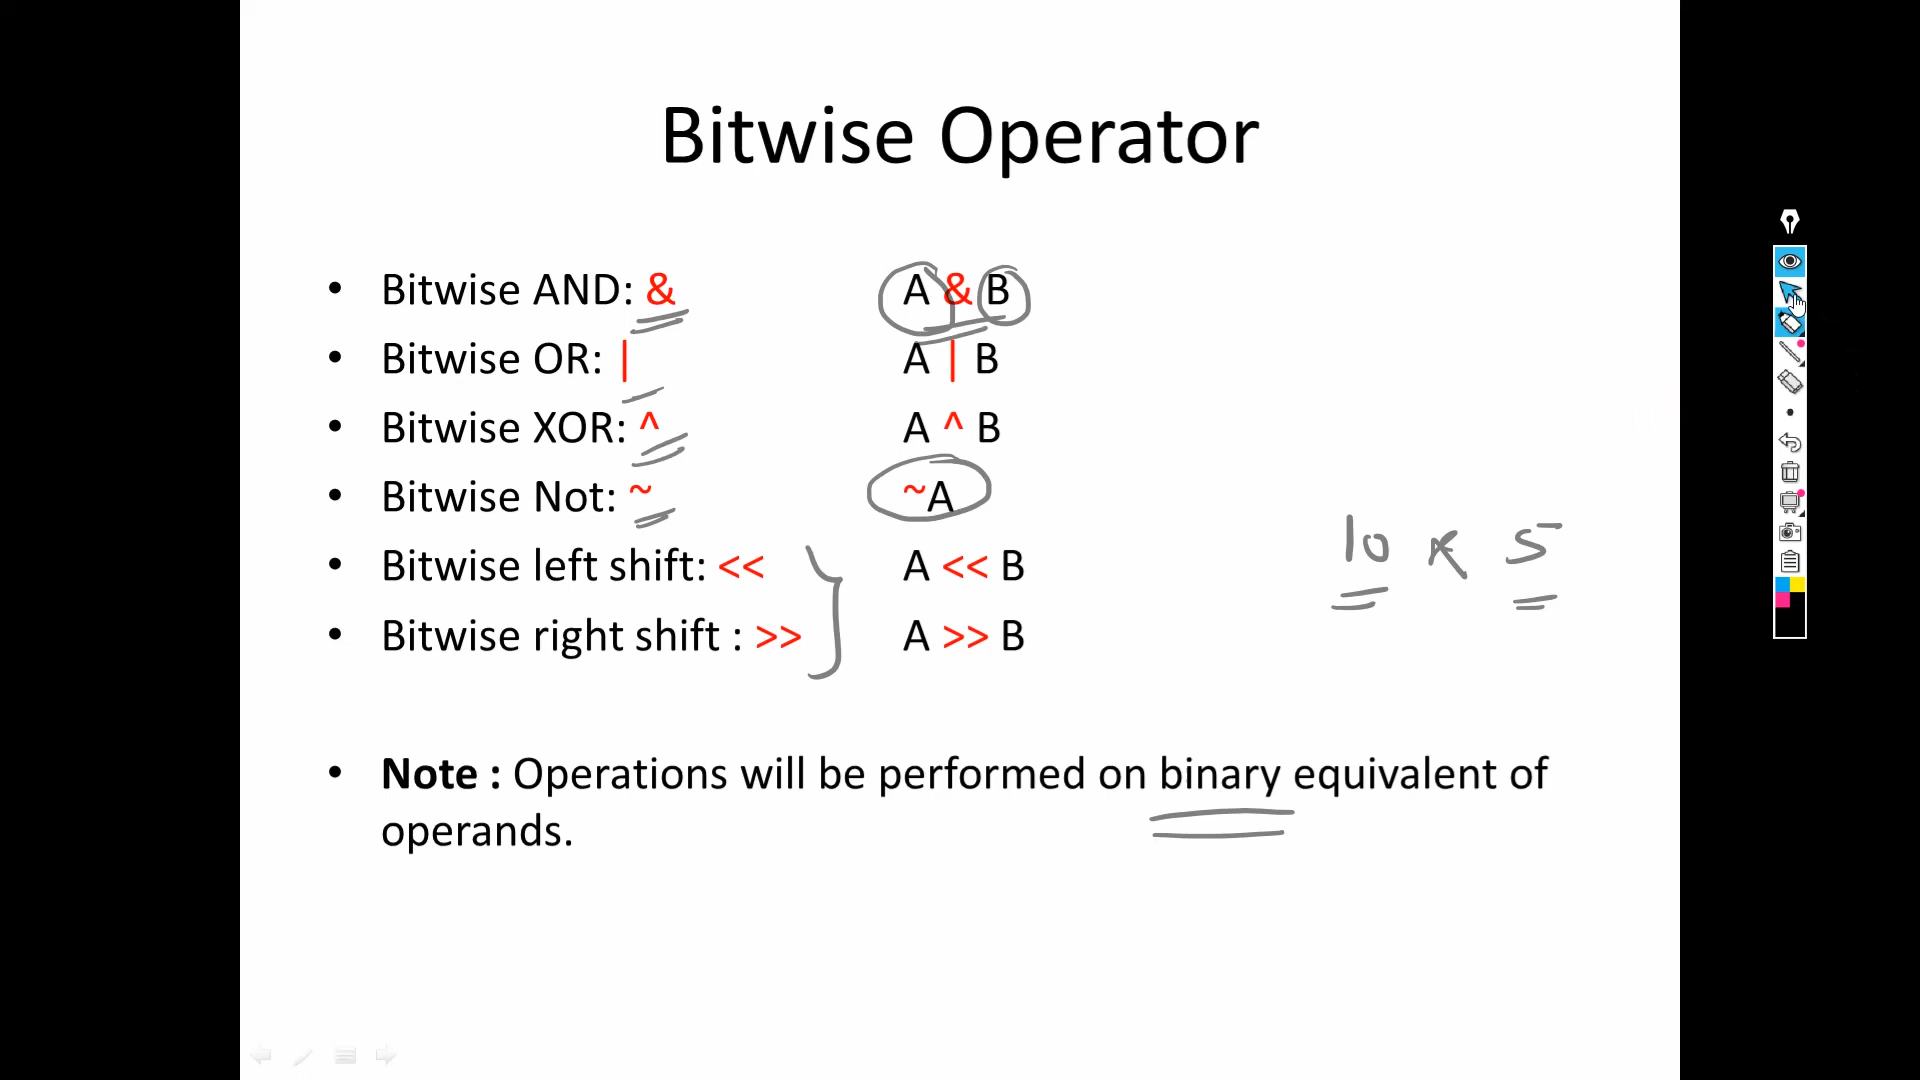 Bitwise Operator
• Bitwise AND: & A & B
• Bitwise OR: | A | B
• Bitwise XOR: ^ A ^ B
• Bitwise Not: ~ ~A
• Bitwise left shift: << A << B
• Bitwise right shift : >> A >> B
10 & 5
• Note : Operations will be performed on binary equivalent of
operands.